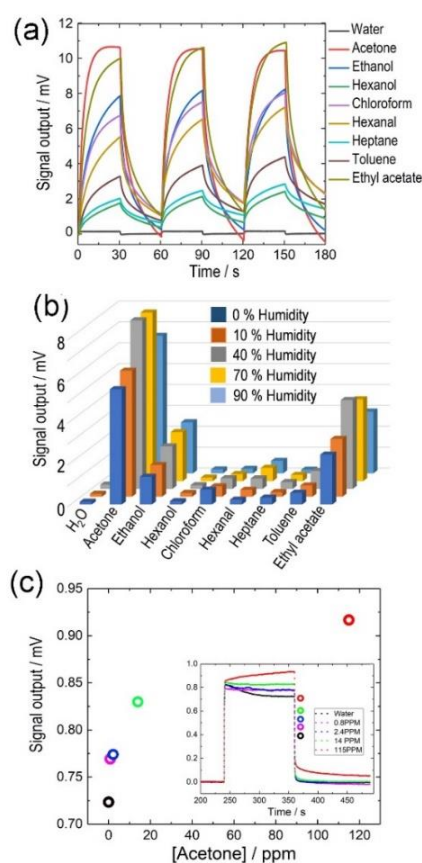 (a)
12
10
8
6
4
2
0
Signal output / mV
0 30 60 90 120 150 180
Time / s
Water
Acetone
Ethanol
Hexanol
Chloroform
Hexanal
Heptane
Toluene
Ethyl acetate
(b)
8
6
4
2
0
Signal output / mV
0 % Humidity
10 % Humidity
40 % Humidity
70 % Humidity
90 % Humidity
H2O
Acetone
Ethanol
Hexanol
Chloroform
Hexanal
Heptane
Toluene
Ethyl acetate
(c)
0.95
0.90
0.85
0.80
0.75
0.70
Signal output / mV
0 20 40 60 80 100 120
[Acetone] / ppm
1.0
0.8
0.6
0.4
0.2
0.0
200 250 300 350 400 450
Time / s
Water
0.8PPM
2.4PPM
14 PPM
115PPM